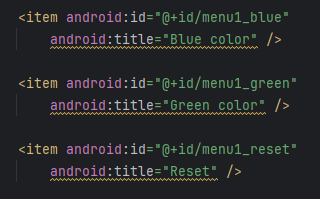 <item android:id="@+id/menu1_blue"
android:title="Blue color" />
<item android:id="@+id/menu1_green"
android:title="Green color" />
<item android:id="@+id/menu1_reset"
android:title="Reset" />